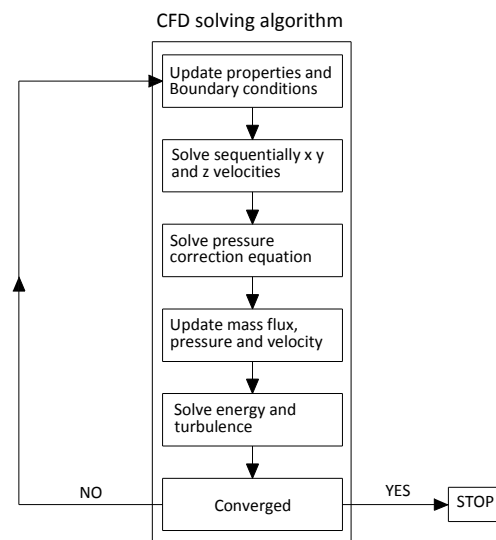 CFD solving algorithm
Update properties and
Boundary conditions
Solve sequentially x y
and z velocities
Solve pressure
correction equation
Update mass flux,
pressure and velocity
Solve energy and
turbulence
NO
Converged
YES
STOP